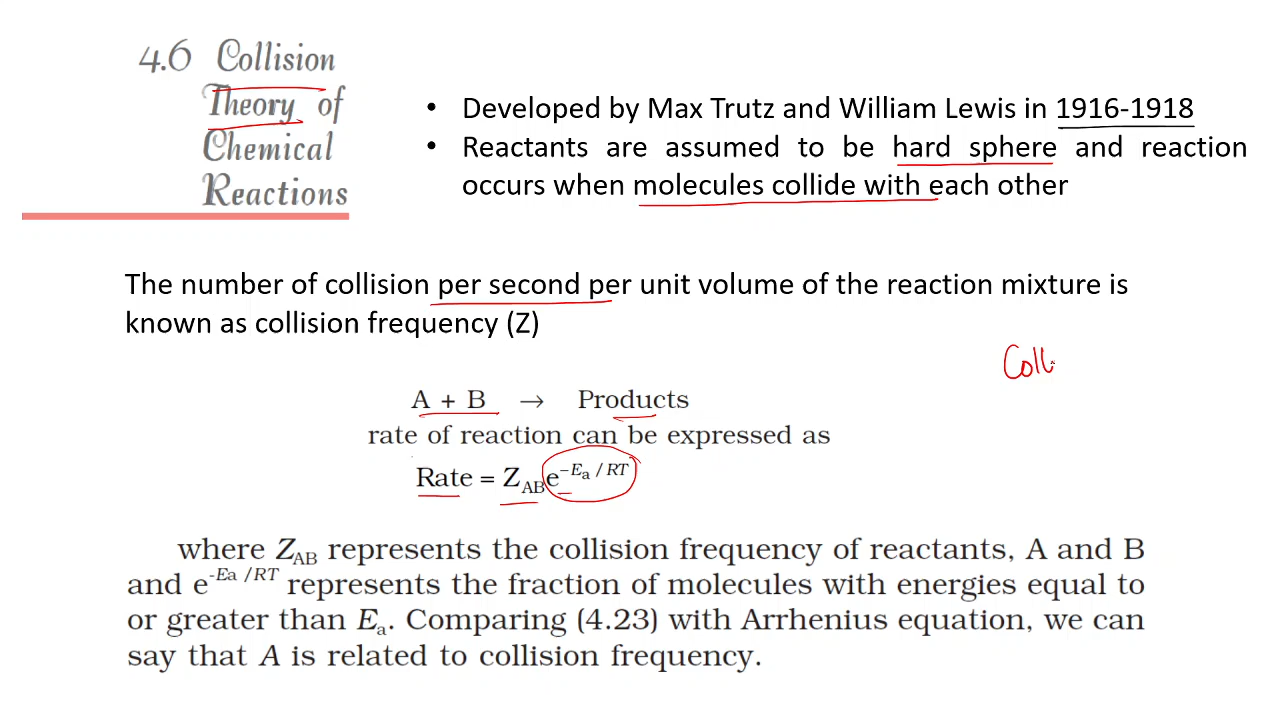 4.6 Collision
Theory of
Chemical
Reactions
• Developed by Max Trutz and William Lewis in 1916-1918
• Reactants are assumed to be hard sphere and reaction
occurs when molecules collide with each other
The number of collision per second per unit volume of the reaction mixture is
known as collision frequency (Z)
Coll
A + B → Products
rate of reaction can be expressed as
Rate = Z_AB e^(-E_a / RT)
where Z_AB represents the collision frequency of reactants, A and B
and e^(-Ea /RT) represents the fraction of molecules with energies equal to
or greater than E_a. Comparing (4.23) with Arrhenius equation, we can
say that A is related to collision frequency.